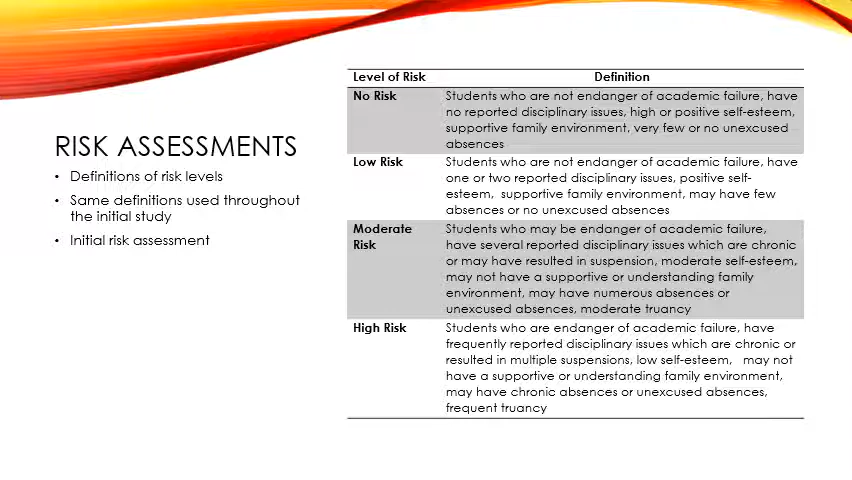 RISK ASSESSMENTS
• Definitions of risk levels
• Same definitions used throughout
the initial study
• Initial risk assessment
Level of Risk Definition
No Risk Students who are not endanger of academic failure, have
no reported disciplinary issues, high or positive self-esteem,
supportive family environment, very few or no unexcused
absences
Low Risk Students who are not endanger of academic failure, have
one or two reported disciplinary issues, positive self-
esteem, supportive family environment, may have few
absences or no unexcused absences
Moderate Students who may be endanger of academic failure,
Risk have several reported disciplinary issues which are chronic
or may have resulted in suspension, moderate self-esteem,
may not have a supportive or understanding family
environment, may have numerous absences or
unexcused absences, moderate truancy
High Risk Students who are endanger of academic failure, have
frequently reported disciplinary issues which are chronic or
resulted in multiple suspensions, low self-esteem, may not
have a supportive or understanding family environment,
may have chronic absences or unexcused absences,
frequent truancy